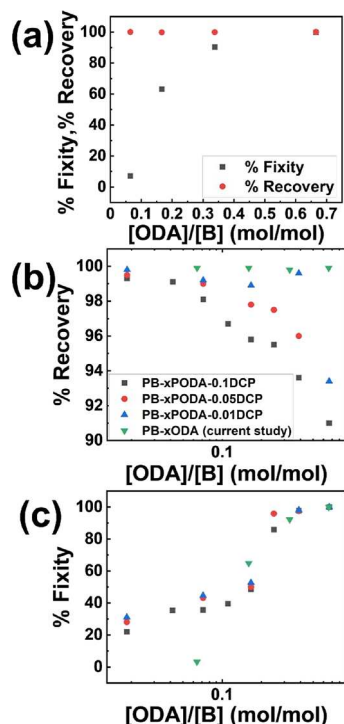 (a)
% Fixity, % Recovery
100
80
60
40
20
0
0.0 0.1 0.2 0.3 0.4 0.5 0.6 0.7
% Fixity
% Recovery
[ODA]/[B] (mol/mol)
(b)
% Recovery
100
98
96
94
92
90
PB-xPODA-0.1DCP
PB-xPODA-0.05DCP
PB-xPODA-0.01DCP
PB-xODA (current study)
0.1
[ODA]/[B] (mol/mol)
(c)
% Fixity
100
80
60
40
20
0
0.1
[ODA]/[B] (mol/mol)